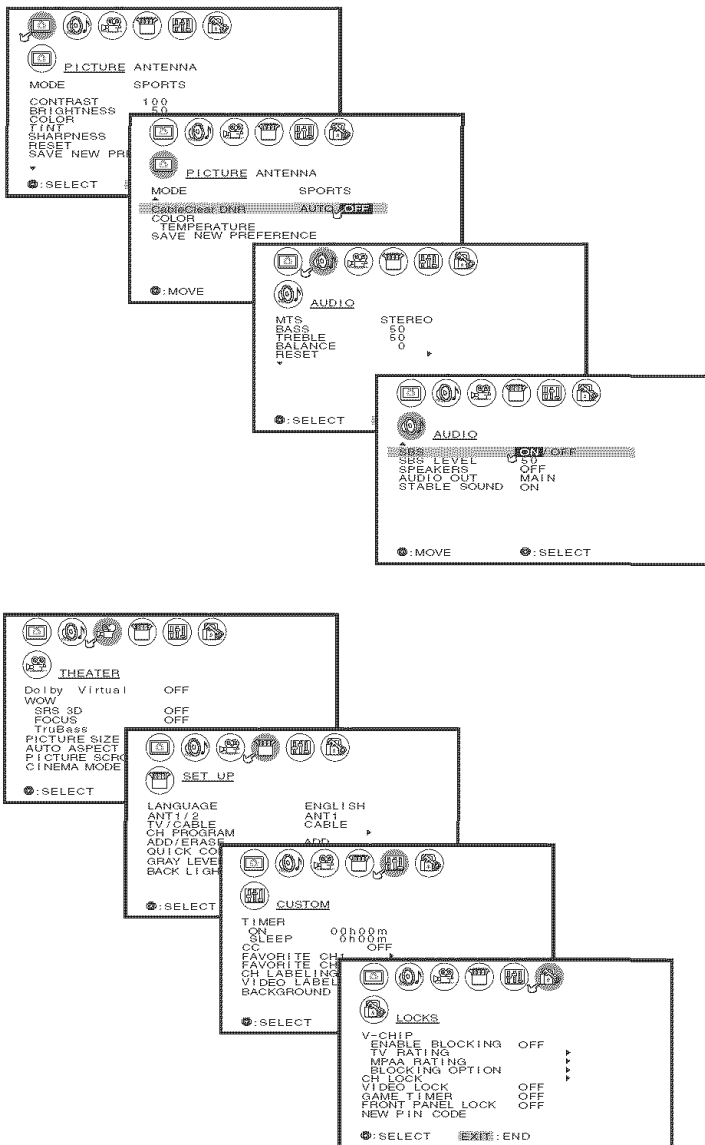 PICTURE ANTENNA
MODE SPORTS
CONTRAST 100
BRIGHTNESS 50
COLOR
TINT
SHARPNESS
RESET
SAVE NEW
:SELECT
PICTURE ANTENNA
MODE SPORTS
CableClear DNR AUTO/OFF
COLOR
TEMPERATURE
SAVE NEW PREFERENCE
:MOVE
AUDIO
MTS STEREO
BASS 50
TREBLE 50
BALANCE 0
RESET
:SELECT
AUDIO
SBS ON/OFF
SBS LEVEL 50
SPEAKERS OFF
AUDIO OUT MAIN
STABLE SOUND ON
:MOVE :SELECT
THEATER
Dolby Virtual OFF
WOW
SRS 3D OFF
FOCUS OFF
TruBass
PICTURE SIZE
AUTO ASPECT
PICTURE SCRO
CINEMA MODE
:SELECT
SET UP
LANGUAGE ENGLISH
ANT1/2 ANT1
TV/CABLE CABLE
CH PROGRAM
ADD/ERASE ADD
QUICK CO
GRAY LEVE
BACK LIGH
:SELECT
CUSTOM
TIMER
ON 00h00m
SLEEP 0h00m
CC OFF
FAVORITE CH
FAVORITE CH
CH LABELING
VIDEO LABEL
BACKGROUND
:SELECT
LOCKS
V-CHIP
ENABLE BLOCKING OFF
TV RATING
MPAA RATING
BLOCKING OPTION
CH LOCK
VIDEO LOCK OFF
GAME TIMER OFF
FRONT PANEL LOCK OFF
NEW PIN CODE
:SELECT EXIT:END